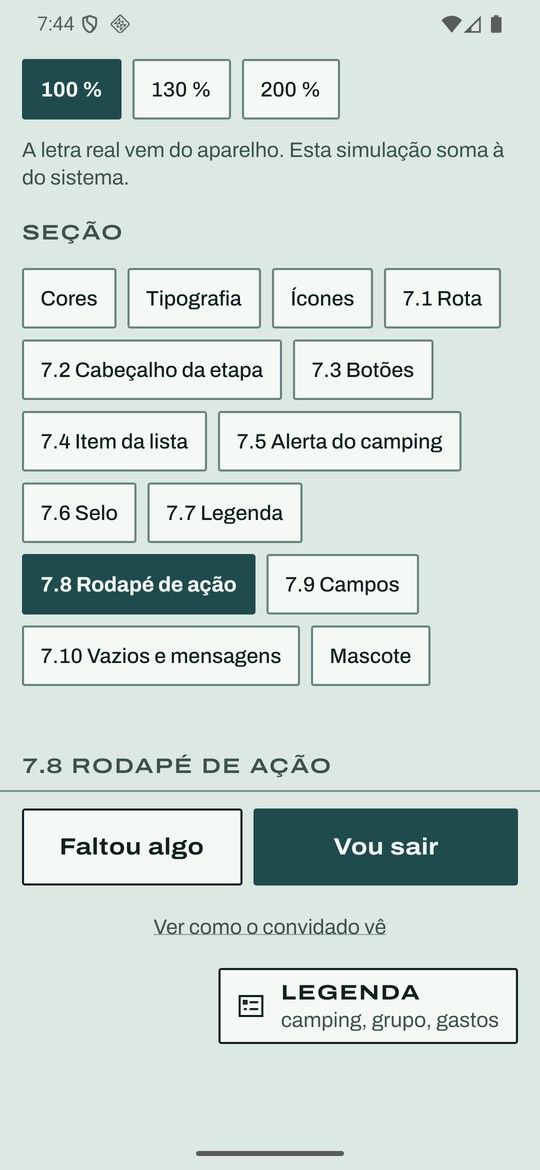 7:44
100 %
130 %
200 %
A letra real vem do aparelho. Esta simulação soma à
do sistema.
SEÇÃO
Cores
Tipografia
Ícones
7.1 Rota
7.2 Cabeçalho da etapa
7.3 Botões
7.4 Item da lista
7.5 Alerta do camping
7.6 Selo
7.7 Legenda
7.8 Rodapé de ação
7.9 Campos
7.10 Vazios e mensagens
Mascote
7.8 RODAPÉ DE AÇÃO
Faltou algo
Vou sair
Ver como o convidado vê
LEGENDA
camping, grupo, gastos